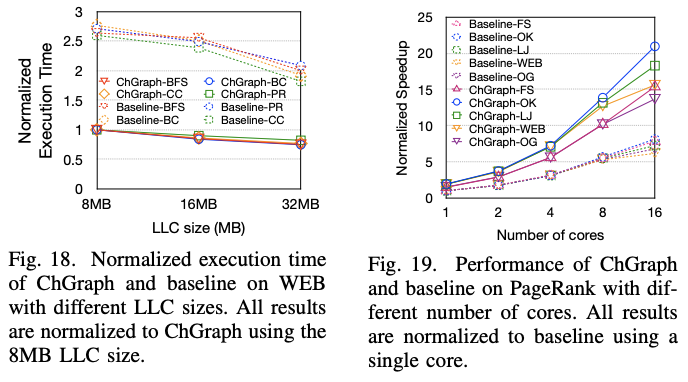 3
2.5
2
1.5
1
0.5
0
Normalized
Execution Time
ChGraph-BFS
ChGraph-BC
ChGraph-CC
ChGraph-PR
Baseline-BFS
Baseline-PR
Baseline-BC
Baseline-CC
8MB 16MB 32MB
LLC size (MB)
Fig. 18. Normalized execution time
of ChGraph and baseline on WEB
with different LLC sizes. All results
are normalized to ChGraph using the
8MB LLC size.
25
20
15
10
5
0
Normalized Speedup
Baseline-FS
Baseline-OK
Baseline-LJ
Baseline-WEB
Baseline-OG
ChGraph-FS
ChGraph-OK
ChGraph-LJ
ChGraph-WEB
ChGraph-OG
1 2 4 8 16
Number of cores
Fig. 19. Performance of ChGraph
and baseline on PageRank with dif-
ferent number of cores. All results
are normalized to baseline using a
single core.